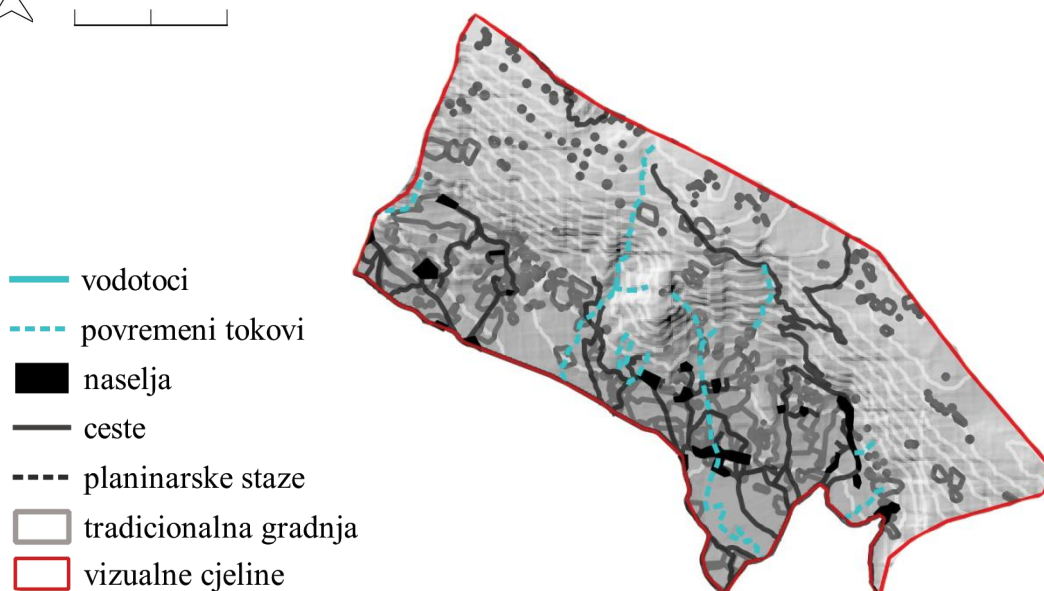 vodotoci
povremeni tokovi
naselja
ceste
planinarske staze
tradicionalna gradnja
vizualne cjeline